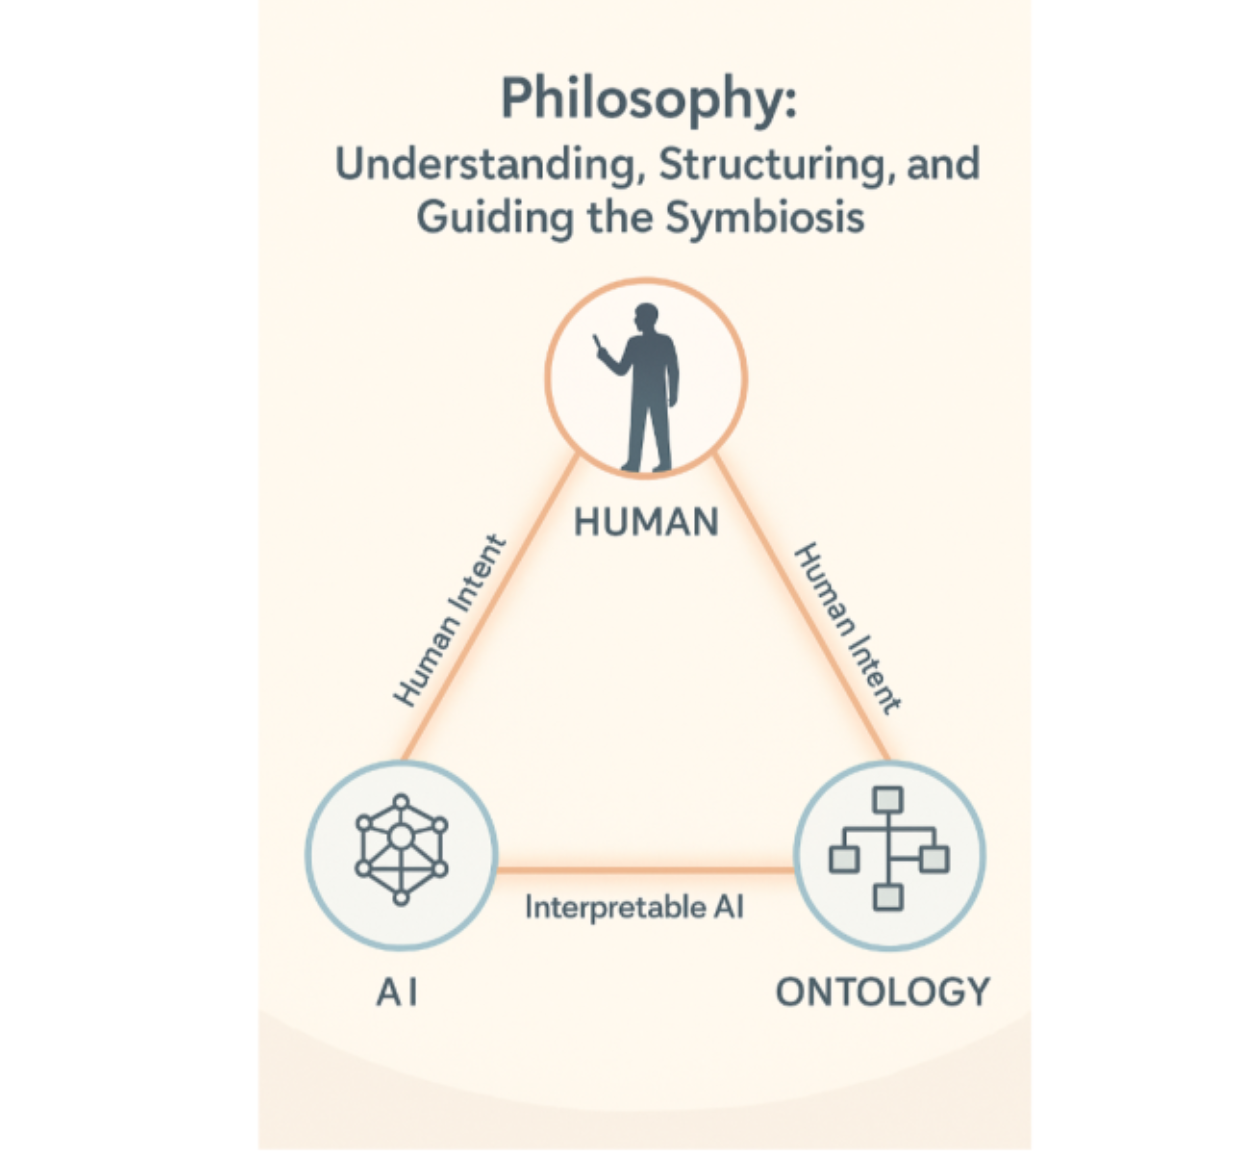 Philosophy:
Understanding, Structuring, and
Guiding the Symbiosis
HUMAN
Human Intent
Human Intent
Interpretable AI
AI
ONTOLOGY